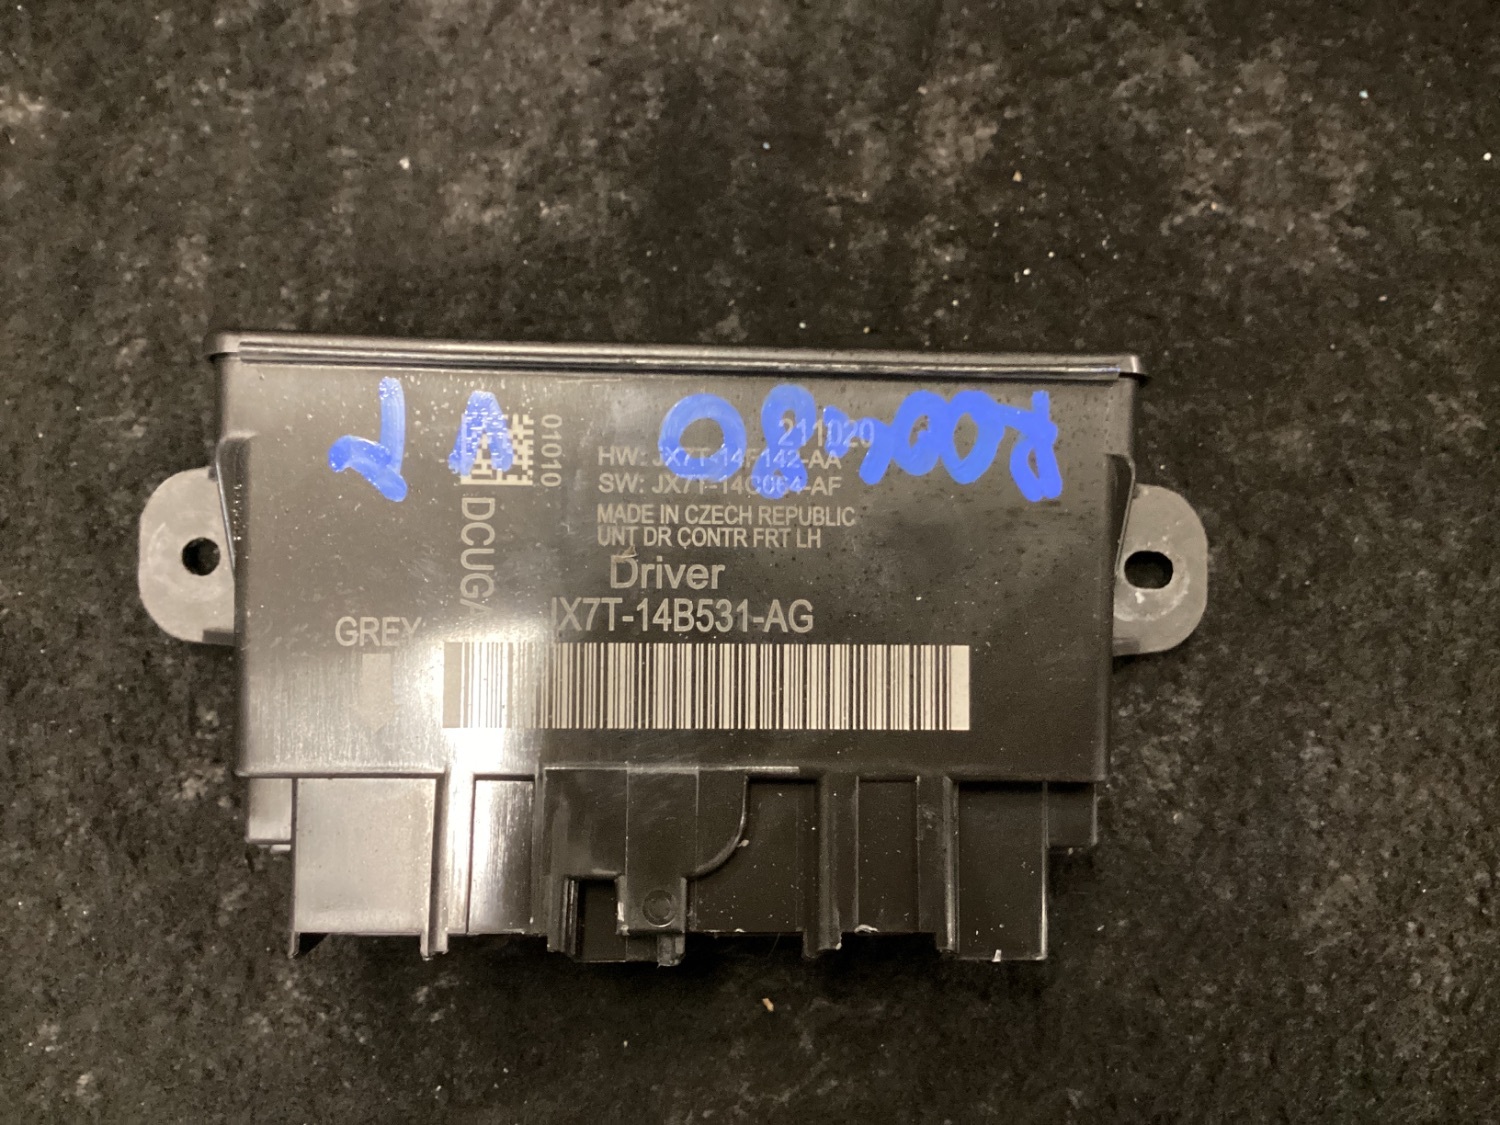 211020
HW: JX7T-14F142-AA
SW: JX7T-14C064-AF
MADE IN CZECH REPUBLIC
UNT DR CONTR FRT LH
Driver
JX7T-14B531-AG
GREY
01010
DCUGA